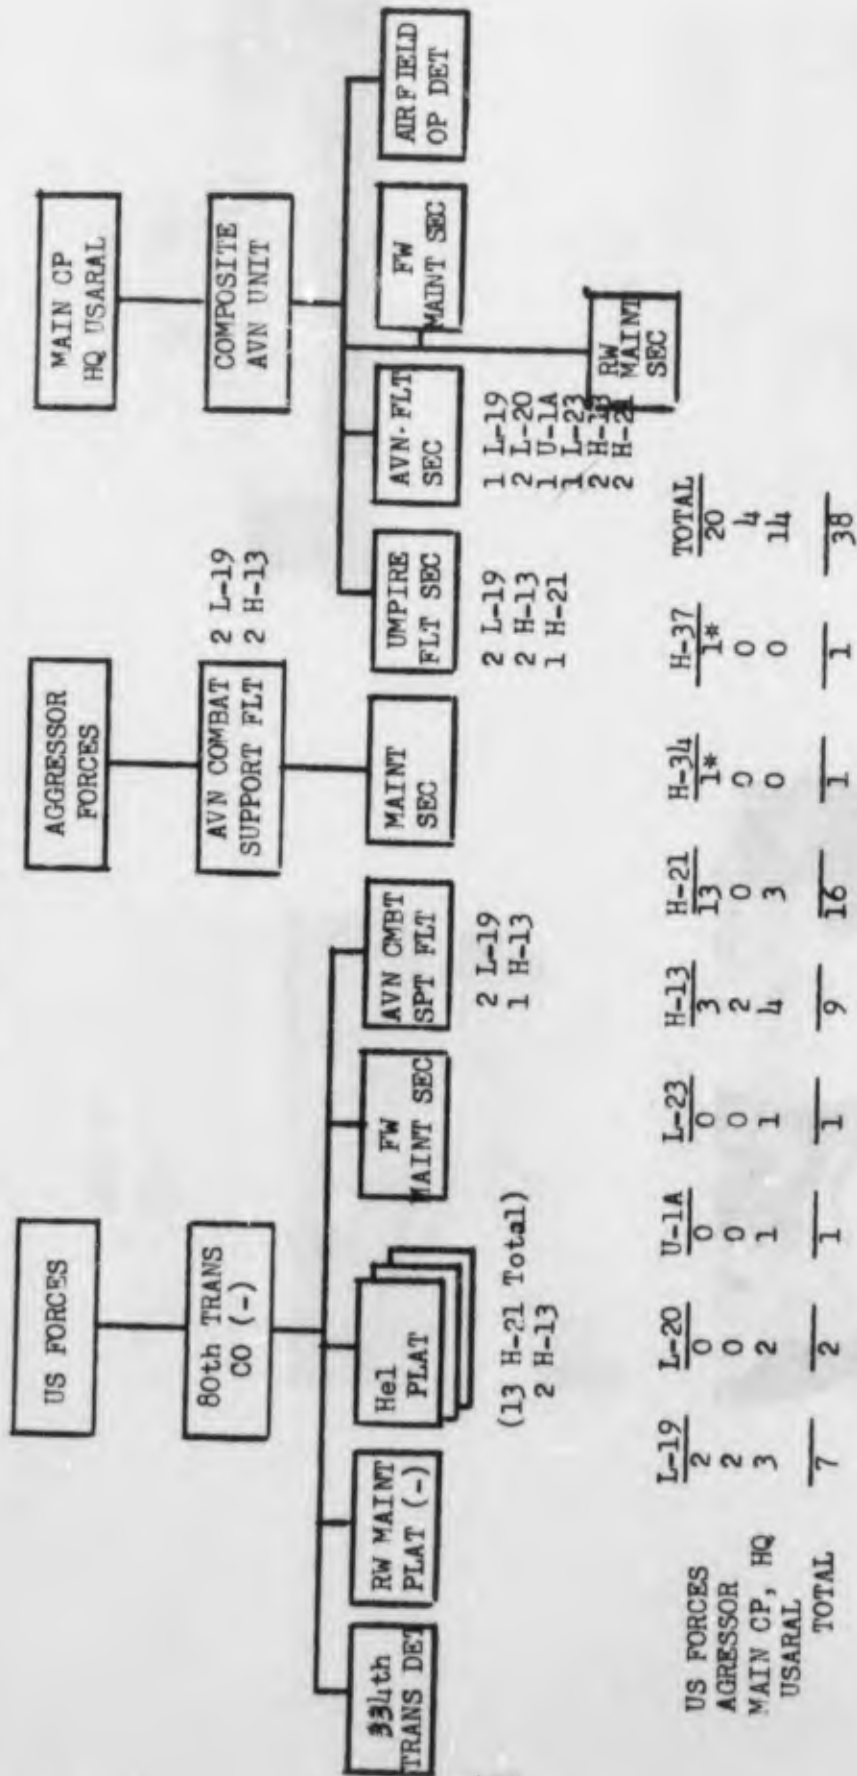 US FORCES
80th TRANS
CO (-)
334th
TRANS DET
RW MAINT
PLAT (-)
Hel
PLAT
(13 H-21 Total)
2 H-13
FW
MAINT SEC
AVN CMBT
SPT FLT
2 L-19
1 H-13
AGGRESSOR
FORCES
AVN COMBAT
SUPPORT FLT
2 L-19
2 H-13
MAINT
SEC
MAIN CP
HQ USARAL
COMPOSITE
AVN UNIT
UMPIRE
FLT SEC
2 L-19
2 H-13
1 H-21
AVN-FLT
SEC
1 L-19
2 L-20
1 U-1A
1 L-23
2 H-13
2 H-21
FW
MAINT SEC
AIRFIELD
OP DET
RW
MAINT
SEC
L-19 L-20 U-1A L-23 H-13 H-21 H-34 H-37 TOTAL
US FORCES 2 0 0 0 3 13 1* 1* 20
AGRESSOR 2 0 0 0 2 0 0 0 4
MAIN CP, HQ 3 2 1 1 4 3 0 0 14
USARAL
TOTAL 7 2 1 1 9 16 1 1 38